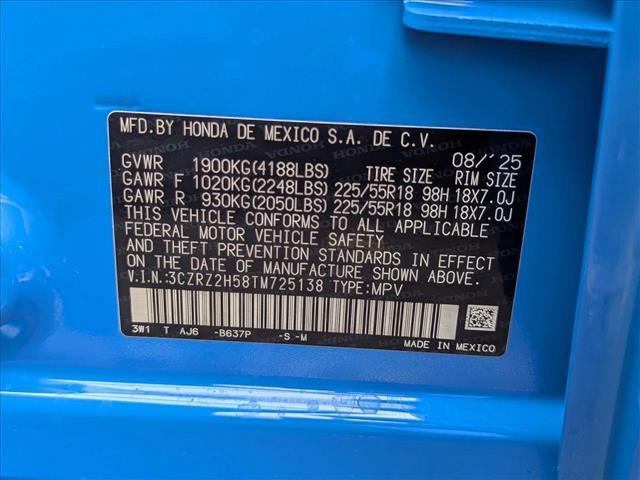 MFD.BY HONDA DE MEXICO S.A. DE C.V.
GVWR 1900KG(4188LBS) TIRE SIZE 08/'25 RIM SIZE
GAWR F 1020KG(2248LBS) 225/55R18 98H 18X7.0J
GAWR R 930KG(2050LBS) 225/55R18 98H 18X7.0J
THIS VEHICLE CONFORMS TO ALL APPLICABLE
FEDERAL MOTOR VEHICLE SAFETY
AND THEFT PREVENTION STANDARDS IN EFFECT
ON THE DATE OF MANUFACTURE SHOWN ABOVE.
V.I.N.:3CZRZ2H58TM725138 TYPE:MPV
3W1 T AJ6 -B637P -S -M
MADE IN MEXICO